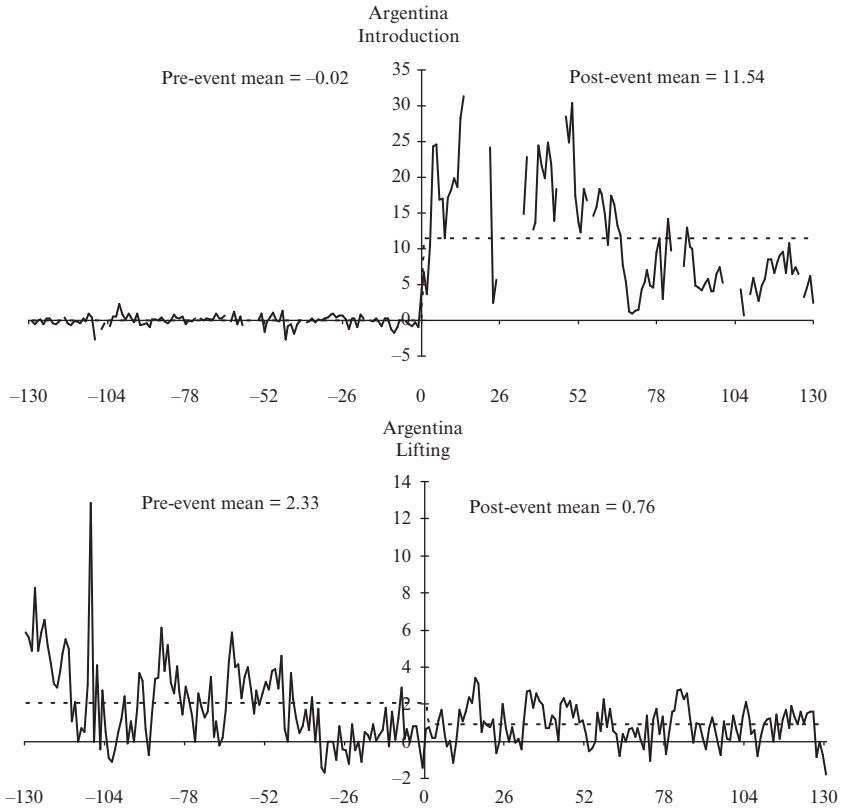 Argentina
Introduction
Pre-event mean = –0.02
Post-event mean = 11.54
35
30
25
20
15
10
5
0
–5
–130 –104 –78 –52 –26 0 26 52 78 104 130
Argentina
Lifting
Pre-event mean = 2.33
Post-event mean = 0.76
14
12
10
8
6
4
2
0
–2
–130 –104 –78 –52 –26 0 26 52 78 104 130